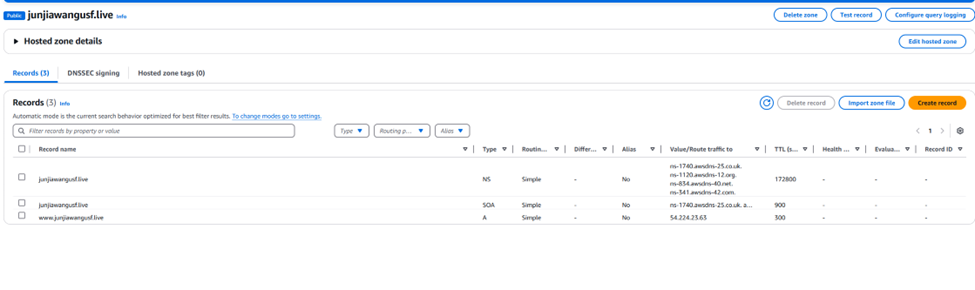 Public junjiawangusf.live Info
Delete zone Test record Configure query logging
Hosted zone details
Edit hosted zone
Records (3) DNSSEC signing Hosted zone tags (0)
Records (3) Info
Delete record Import zone file Create record
Automatic mode is the current search behavior optimized for best filter results. To change modes go to settings.
Filter records by property or value
Type Routing p... Alias
1
Record name Type Routin... Differ... Alias Value/Route traffic to TTL (s... Health ... Evalua... Record ID
junjiawangusf.live NS Simple - No ns-1740.awsdns-25.co.uk. 172800 - - -
ns-1120.awsdns-12.org.
ns-834.awsdns-40.net.
ns-341.awsdns-42.com.
junjiawangusf.live SOA Simple - No ns-1740.awsdns-25.co.uk. a... 900 - - -
www.junjiawangusf.live A Simple - No 54.224.23.63 300 - - -